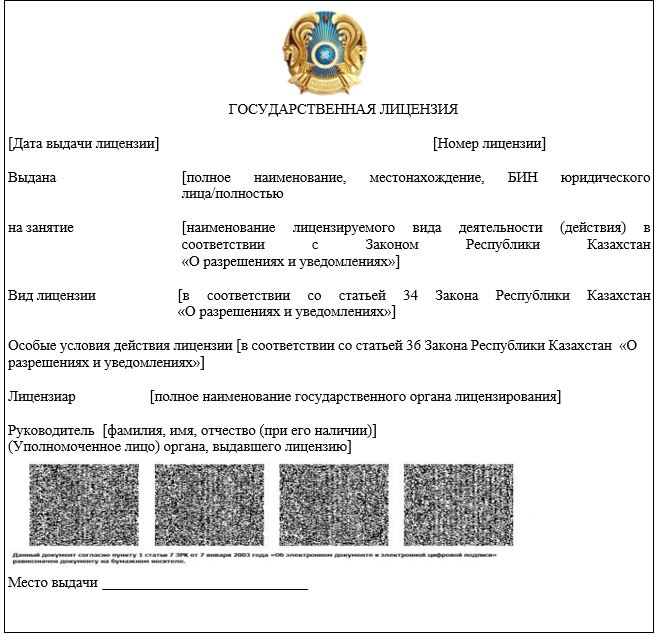 ГОСУДАРСТВЕННАЯ ЛИЦЕНЗИЯ
[Дата выдачи лицензии] [Номер лицензии]
Выдана [полное наименование, местонахождение, БИН юридического
лица/полностью
на занятие [наименование лицензируемого вида деятельности (действия) в
соответствии с Законом Республики Казахстан
«О разрешениях и уведомлениях»]
Вид лицензии [в соответствии со статьей 34 Закона Республики Казахстан
«О разрешениях и уведомлениях»]
Особые условия действия лицензии [в соответствии со статьей 36 Закона Республики Казахстан «О
разрешениях и уведомлениях»]
Лицензиар [полное наименование государственного органа лицензирования]
Руководитель [фамилия, имя, отчество (при его наличии)]
(Уполномоченное лицо) органа, выдавшего лицензию]
Данный документ согласно пункту 1 статьи 7 ЗРК от 7 января 2003 года «Об электронном документе и электронной цифровой подписи»
равнозначен документу на бумажном носителе.
Место выдачи ___________________________